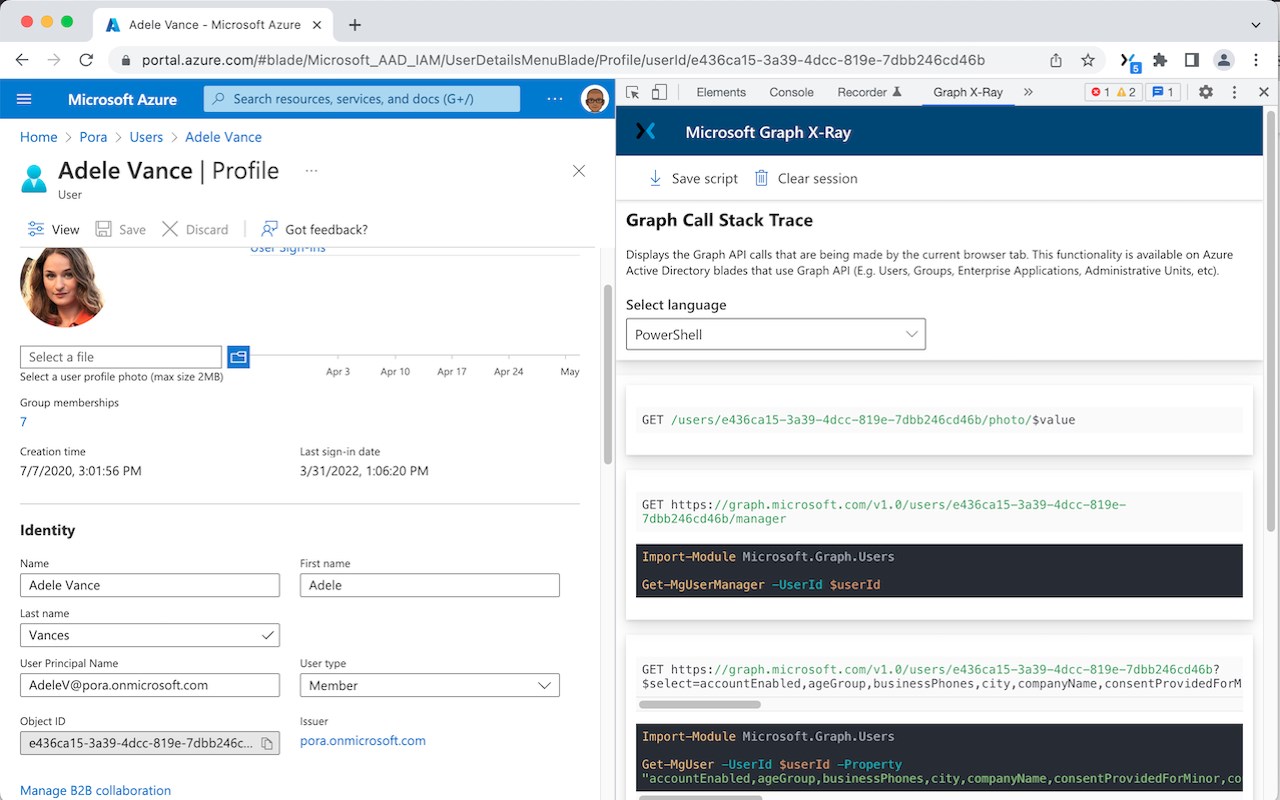 Adele Vance - Microsoft Azure
portal.azure.com/#blade/Microsoft_AAD_IAM/UserDetailsMenuBlade/Profile/userId/e436ca15-3a39-4dcc-819e-7dbb246cd46b
5
Microsoft Azure
Search resources, services, and docs (G+/)
Home > Pora > Users > Adele Vance
Adele Vance | Profile
User
View Save Discard Got feedback?
User Sign-ins
Select a file
Select a user profile photo (max size 2MB)
Apr 3 Apr 10 Apr 17 Apr 24 May
Group memberships
7
Creation time Last sign-in date
7/7/2020, 3:01:56 PM 3/31/2022, 1:06:20 PM
Identity
Name First name
Adele Vance Adele
Last name
Vances
User Principal Name User type
AdeleV@pora.onmicrosoft.com Member
Object ID Issuer
e436ca15-3a39-4dcc-819e-7dbb246c... pora.onmicrosoft.com
Manage B2B collaboration
Elements Console Recorder Graph X-Ray » 1 2 1
Microsoft Graph X-Ray
Save script Clear session
Graph Call Stack Trace
Displays the Graph API calls that are being made by the current browser tab. This functionality is available on Azure
Active Directory blades that use Graph API (E.g. Users, Groups, Enterprise Applications, Administrative Units, etc).
Select language
PowerShell
GET /users/e436ca15-3a39-4dcc-819e-7dbb246cd46b/photo/$value
GET https://graph.microsoft.com/v1.0/users/e436ca15-3a39-4dcc-819e-
7dbb246cd46b/manager
Import-Module Microsoft.Graph.Users
Get-MgUserManager -UserId $userId
GET https://graph.microsoft.com/v1.0/users/e436ca15-3a39-4dcc-819e-7dbb246cd46b?
$select=accountEnabled,ageGroup,businessPhones,city,companyName,consentProvidedForM
Import-Module Microsoft.Graph.Users
Get-MgUser -UserId $userId -Property
"accountEnabled,ageGroup,businessPhones,city,companyName,consentProvidedForMinor,co